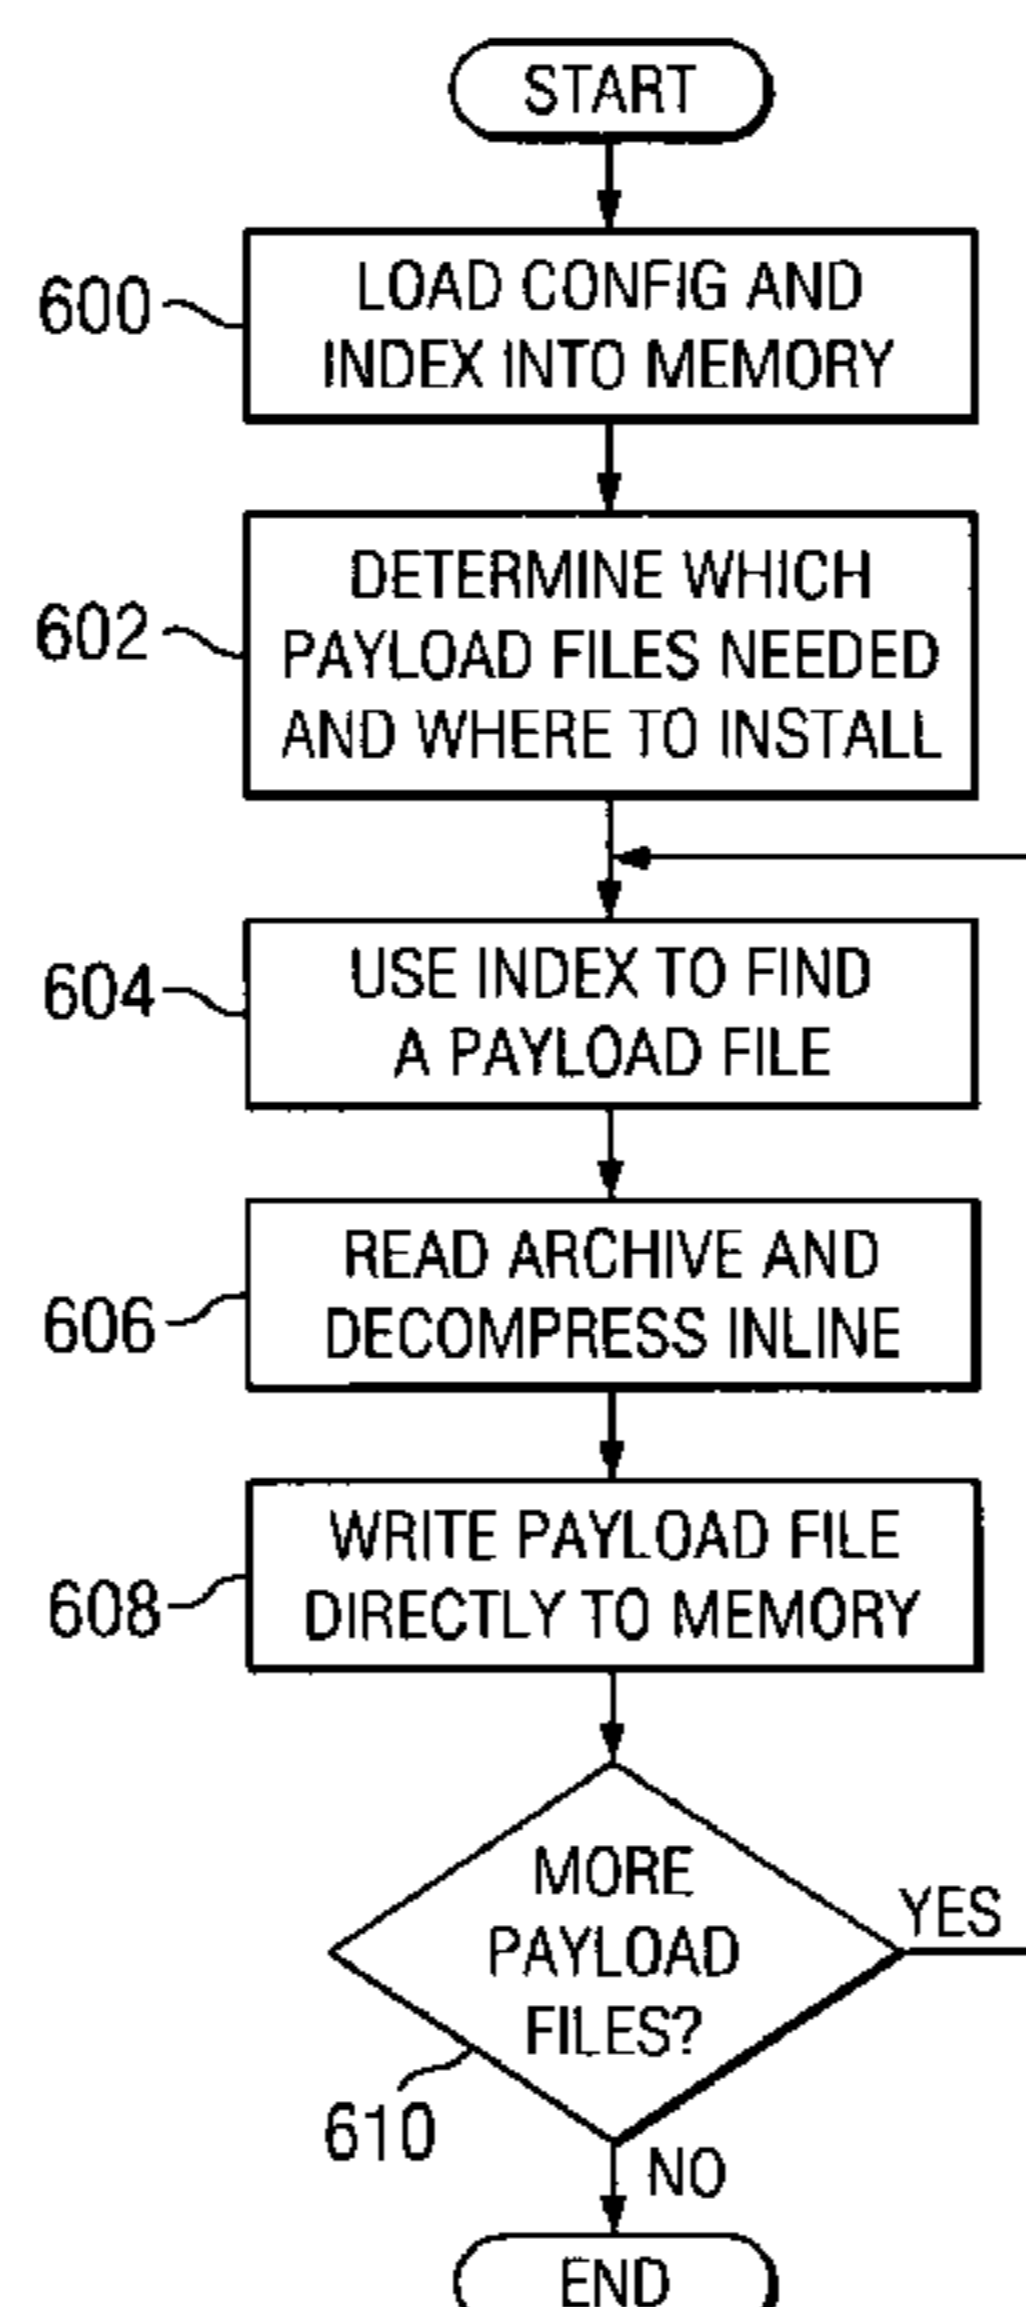 START
600
LOAD CONFIG AND
INDEX INTO MEMORY
602
DETERMINE WHICH
PAYLOAD FILES NEEDED
AND WHERE TO INSTALL
604
USE INDEX TO FIND
A PAYLOAD FILE
606
READ ARCHIVE AND
DECOMPRESS INLINE
608
WRITE PAYLOAD FILE
DIRECTLY TO MEMORY
MORE
PAYLOAD
FILES?
YES
610
NO
END